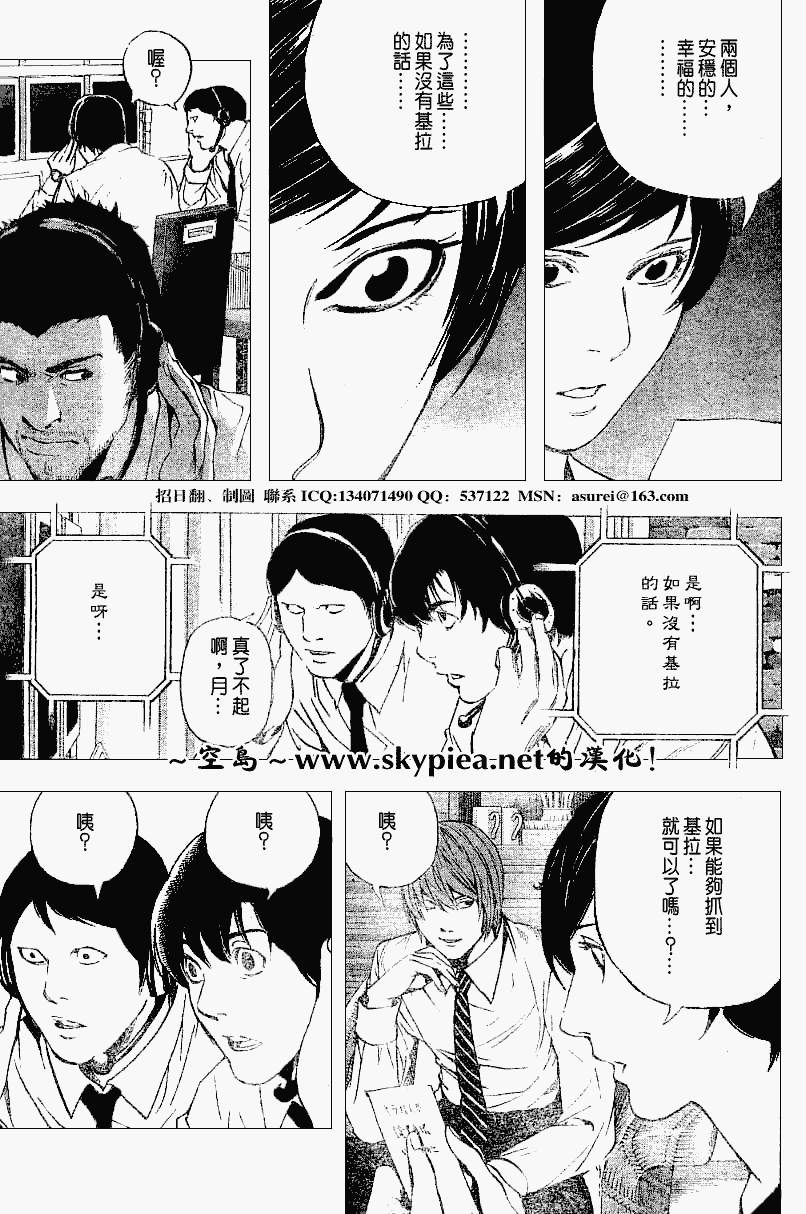 兩個人，
安穩的…
幸福的……
………
…………
為了這些……
如果沒有基拉
的話……
喔？
招日翻、制圖 聯系 ICQ:134071490 QQ：537122 MSN：asurei@163.com
是啊…
如果沒有基拉
的話。
真了不起
啊，月…
是呀…
~空島~www.skypiea.net的漢化!
如果能夠抓到
基拉…
就可以了嗎…?……
咦？
22
咦？
咦？